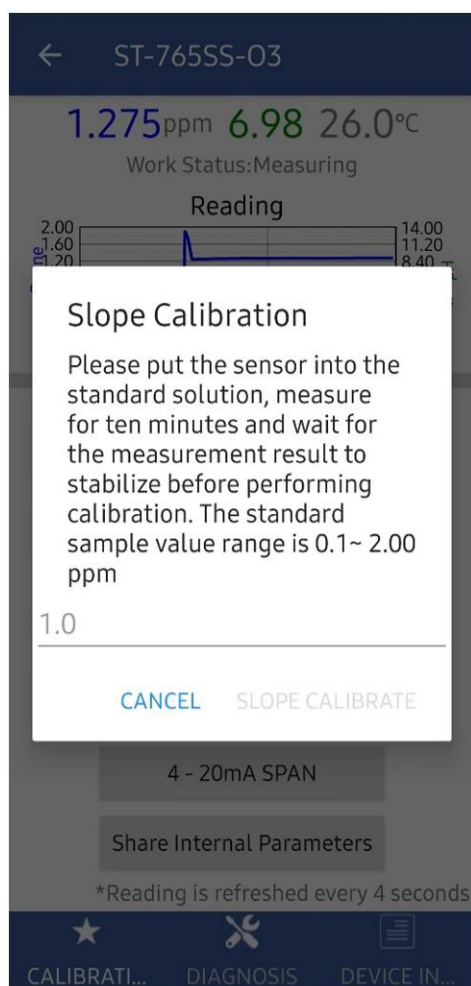 ST-765SS-O3
1.275ppm 6.98 26.0°C
Work Status:Measuring
Reading
2.00
14.00
1.60
11.20
1.20
8.40
Slope Calibration
Please put the sensor into the
standard solution, measure
for ten minutes and wait for
the measurement result to
stabilize before performing
calibration. The standard
sample value range is 0.1~ 2.00
ppm
1.0
CANCEL SLOPE CALIBRATE
4 - 20mA SPAN
Share Internal Parameters
*Reading is refreshed every 4 seconds
CALIBRATI... DIAGNOSIS DEVICE IN...